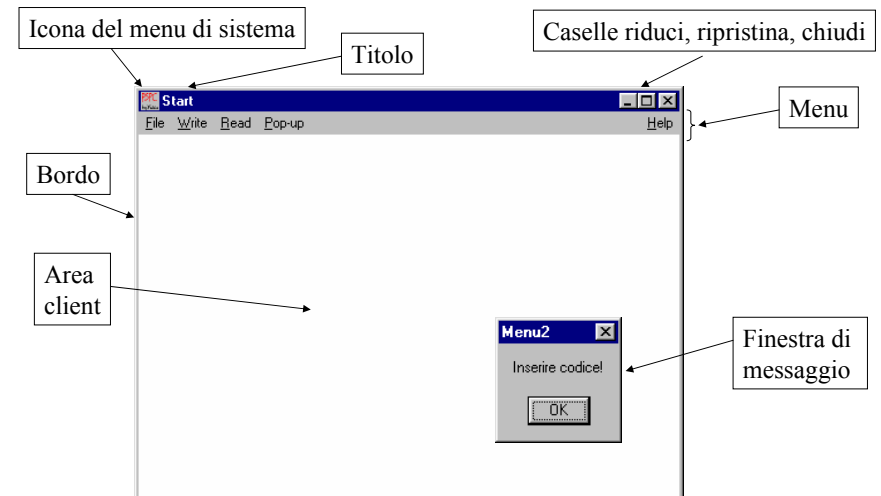 Icona del menu di sistema
Titolo
Caselle riduci, ripristina, chiudi
Start
File Write Read Pop-up Help
Menu
Bordo
Area
client
Menu2
Inserire codice!
OK
Finestra di
messaggio